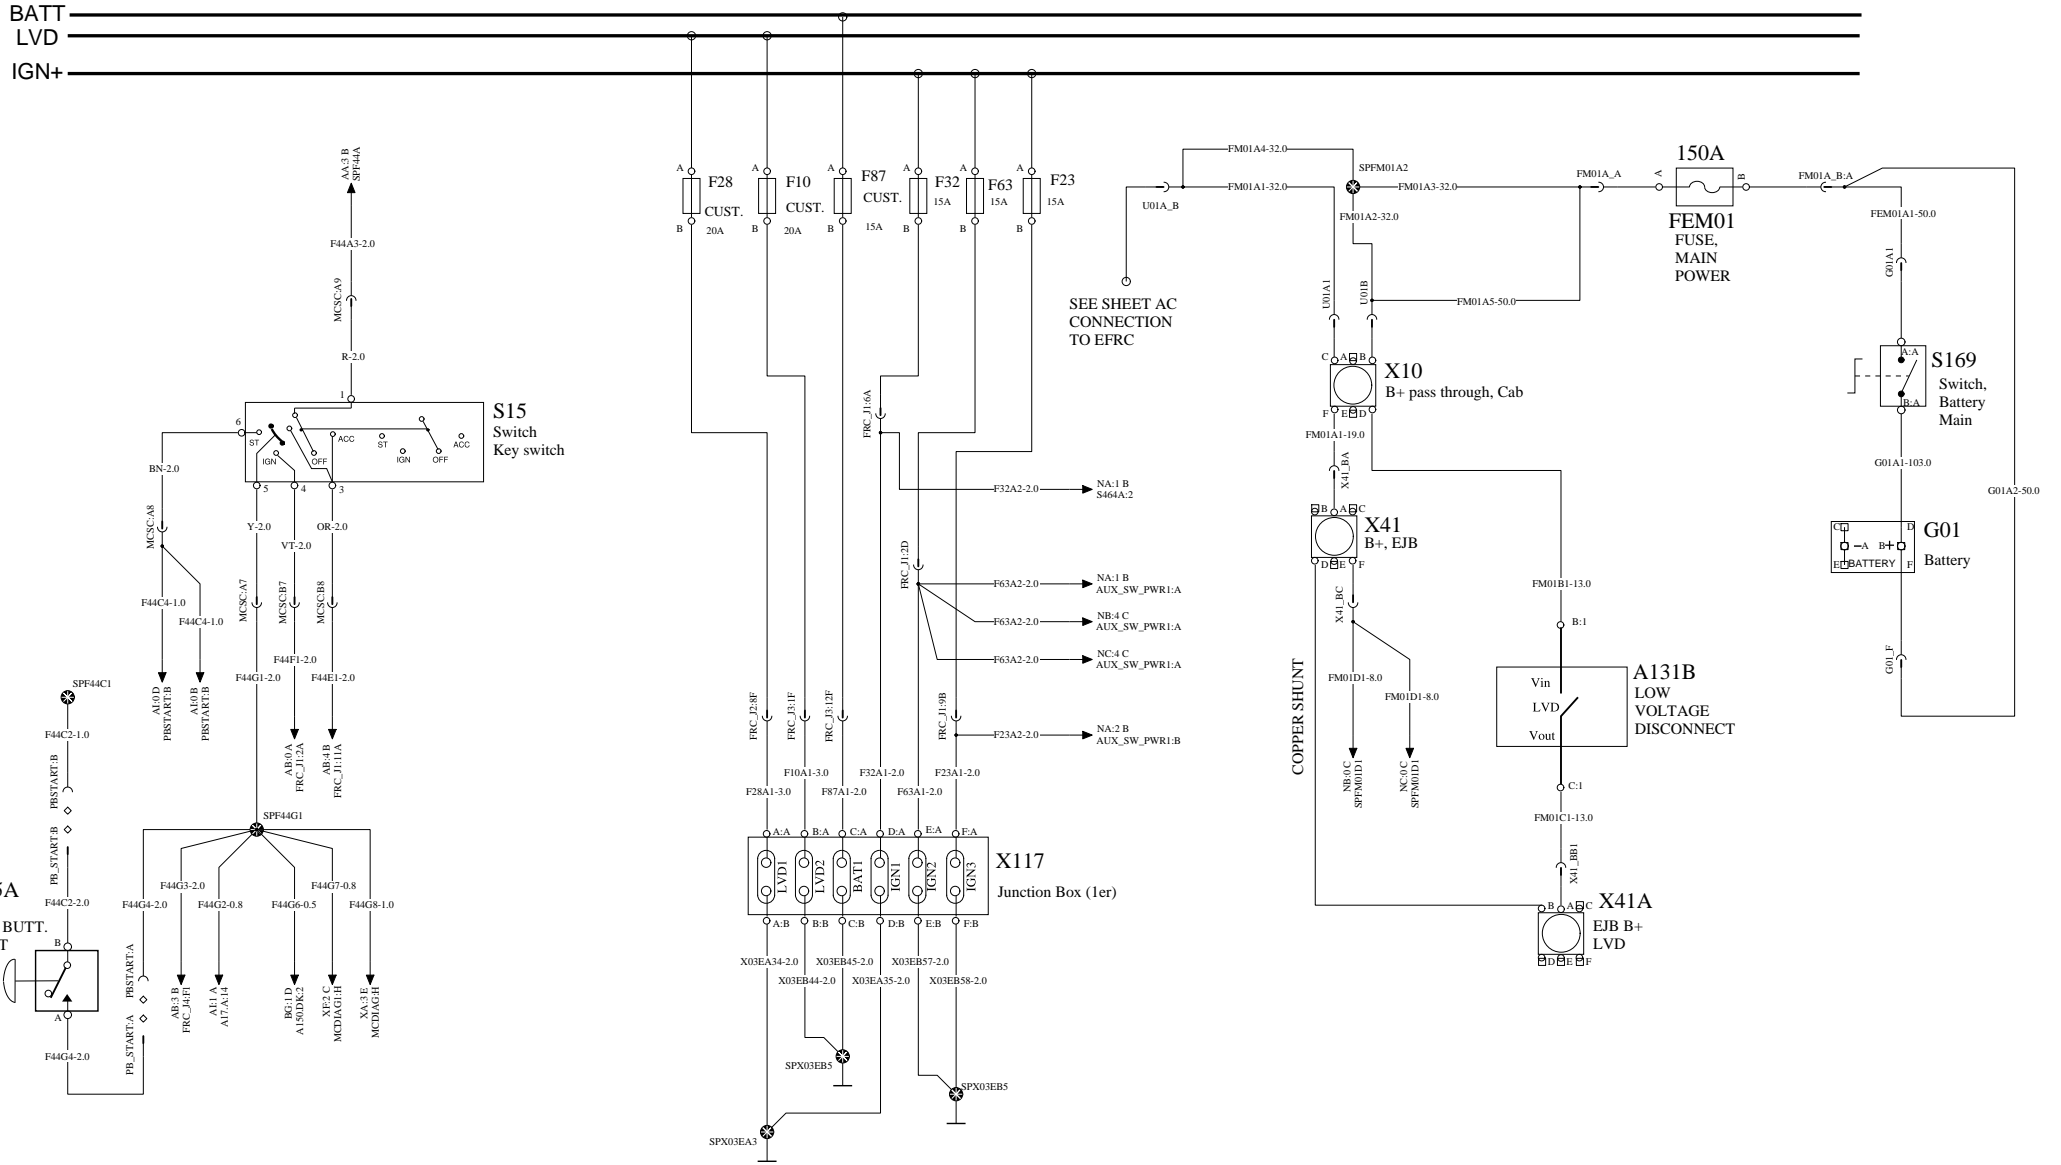 BATT
LVD
IGN+
AA:3 B
SPF44A
F44A3-2.0
MCSC:A9
R-2.0
1
S15
Switch
Key switch
6
ST
IGN
OFF
ACC
ST
IGN
OFF
ACC
5
4
3
BN-2.0
Y-2.0
VT-2.0
OR-2.0
MCSC:A8
MCSC:A7
MCSC:B7
MCSC:B8
F44C4-1.0
F44C4-1.0
F44G1-2.0
F44F1-2.0
F44E1-2.0
AI:0 D
PBSTART:B
AI:0 B
PBSTART:B
AB:0 A
FRC_J1:2A
AB:4 B
FRC_J1:11A
SPF44C1
F44C2-1.0
PBSTART:B
PB_START:B
F44C2-2.0
5A
BUTT.
T
B
A
F44G4-2.0
SPF44G1
F44G4-2.0
F44G3-2.0
F44G2-0.8
F44G6-0.5
F44G7-0.8
F44G8-1.0
PBSTART:A
PB_START:A
AB:3 B
FRC_J4:F1
AI:1 A
A17.A:14
BG:1 D
A150.DK:2
XF:2 C
MCDIAG1:H
XA:3 E
MCDIAG:H
A
F28
CUST.
B
20A
A
F10
CUST.
B
20A
A
F87
CUST.
B
15A
A
F32
15A
B
A
F63
15A
B
A
F23
15A
B
FRC_J1:6A
F32A2-2.0
NA:1 B
S464A:2
FRC_J1:2D
F63A2-2.0
NA:1 B
AUX_SW_PWR1:A
F63A2-2.0
NB:4 C
AUX_SW_PWR1:A
F63A2-2.0
NC:4 C
AUX_SW_PWR1:A
FRC_J2:8F
FRC_J3:1F
FRC_J3:12F
FRC_J1:9B
F23A2-2.0
NA:2 B
AUX_SW_PWR1:B
F10A1-3.0
F32A1-2.0
F23A1-2.0
F28A1-3.0
F87A1-2.0
F63A1-2.0
A:A
B:A
C:A
D:A
E:A
F:A
LVD1
LVD2
BAT1
IGN1
IGN2
IGN3
X117
Junction Box (1er)
A:B
B:B
C:B
D:B
E:B
F:B
X03EA34-2.0
X03EB45-2.0
X03EB57-2.0
X03EB44-2.0
X03EA35-2.0
X03EB58-2.0
SPX03EB5
SPX03EB5
SPX03EA3
FM01A4-32.0
SPFM01A2
FM01A1-32.0
FM01A3-32.0
U01A_B
FM01A2-32.0
SEE SHEET AC
CONNECTION
TO EFRC
U01A1
U01B
FM01A5-50.0
FM01A_A
A
150A
B
FEM01
FUSE,
MAIN
POWER
FM01A_B:A
FEM01A1-50.0
G01A1
C
A
B
X10
B+ pass through, Cab
F
E
D
FM01A1-19.0
X41_BA
B
A
C
X41
B+, EJB
D
E
F
X41_BC
FM01D1-8.0
FM01D1-8.0
NB:0 C
SPFM01D1
NC:0 C
SPFM01D1
COPPER SHUNT
FM01B1-13.0
B:1
A131B
LOW
VOLTAGE
DISCONNECT
Vin
LVD
Vout
C:1
FM01C1-13.0
X41_BB1
B
A
C
X41A
EJB B+
LVD
D
E
F
A:A
S169
Switch,
Battery
Main
B:A
G01A1-103.0
G01A2-50.0
C
D
–A
B+
E
BATTERY
F
G01
Battery
G01_F